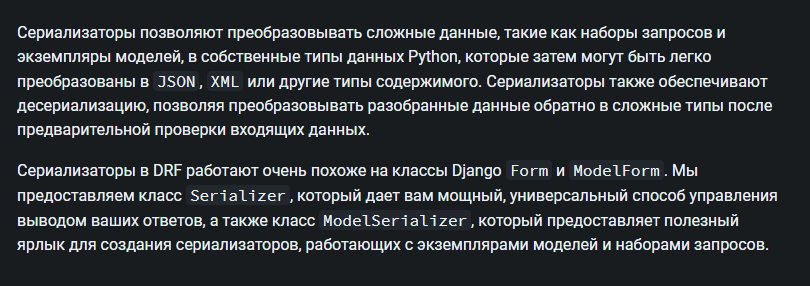 Сериализаторы позволяют преобразовывать сложные данные, такие как наборы запросов и
экземпляры моделей, в собственные типы данных Python, которые затем могут быть легко
преобразованы в JSON, XML или другие типы содержимого. Сериализаторы также обеспечивают
десериализацию, позволяя преобразовывать разобранные данные обратно в сложные типы после
предварительной проверки входящих данных.
Сериализаторы в DRF работают очень похоже на классы Django Form и ModelForm. Мы
предоставляем класс Serializer, который дает вам мощный, универсальный способ управления
выводом ваших ответов, а также класс ModelSerializer, который предоставляет полезный
ярлык для создания сериализаторов, работающих с экземплярами моделей и наборами запросов.